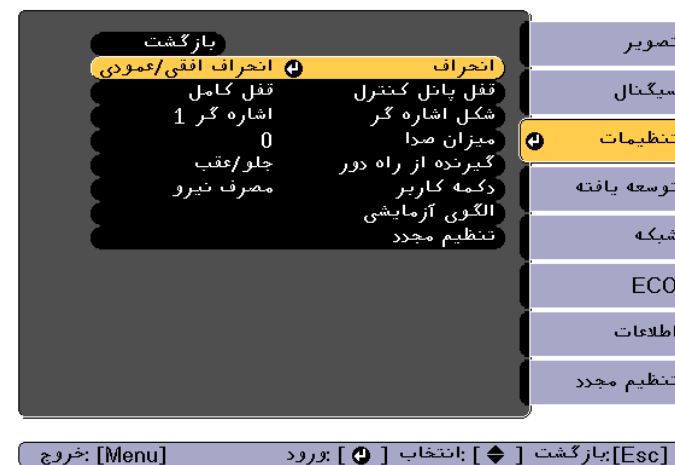 بازگشت
انحراف انحراف افقی/عمودی
قفل پانل کنترل قفل کامل
شکل اشاره گر اشاره گر 1
میزان صدا 0
گیرنده از راه دور جلو/عقب
دکمه کاربر مصرف نیرو
الگوی آزمایشی
تنظیم مجدد
تصویر
سیگنال
تنظیمات
توسعه یافته
شبکه
ECO
اطلاعات
تنظیم مجدد
[Esc]:بازگشت [ ] :انتخاب [ ] :ورود [Menu] :خروج